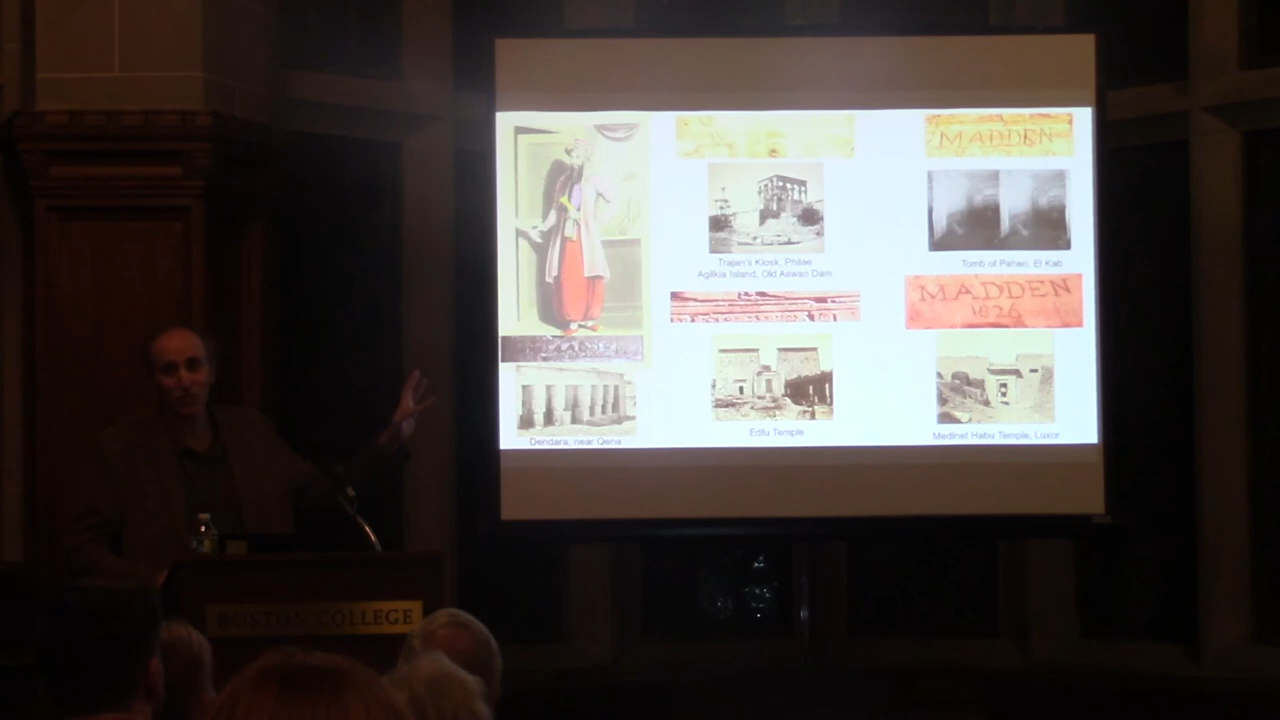 MADDEN
Trajan's Kiosk, Philae
Agilkia Island, Old Aswan Dam
Tomb of Paheri, El Kab
MADDEN
1826
Dendara, near Qena
Edfu Temple
Medinet Habu Temple, Luxor
BOSTON COLLEGE